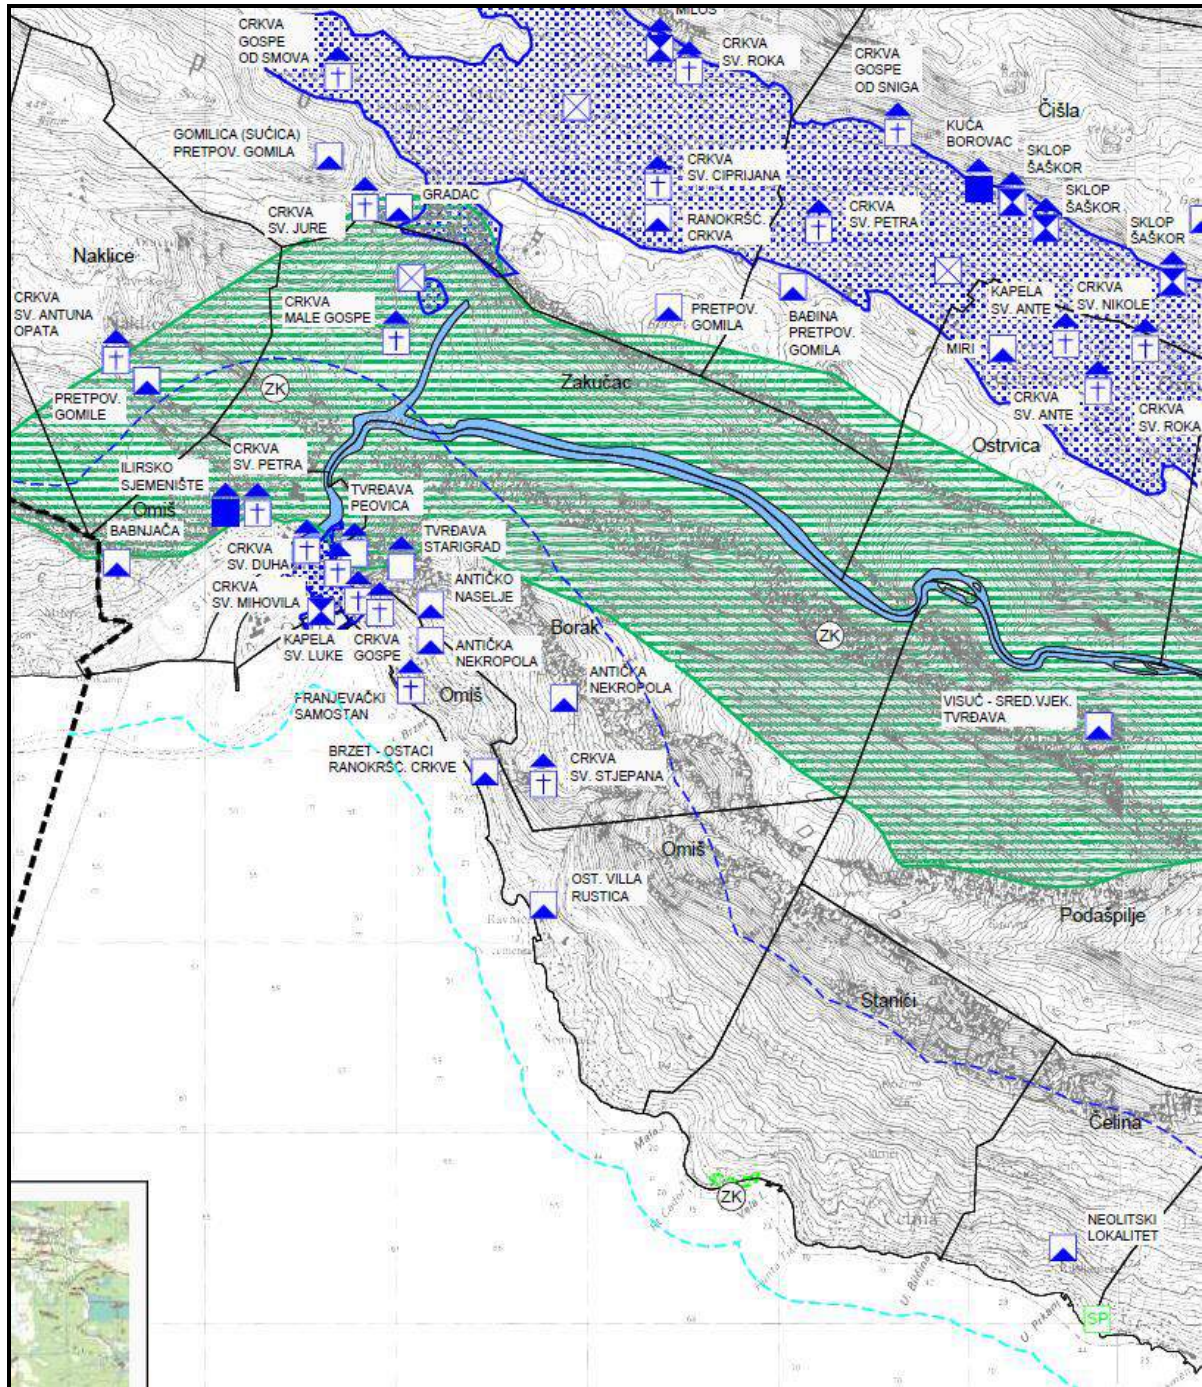 MILOŠ
CRKVA
GOSPE
OD SMOVA
CRKVA
SV. ROKA
CRKVA
GOSPE
OD SNIGA
Čišla
KUĆA
BOROVAC
SKLOP
ŠAŠKOR
SKLOP
ŠAŠKOR
SKLOP
ŠAŠKOR
GOMILICA (SUČICA)
PRETPOV. GOMILA
CRKVA
SV. CIPRIJANA
GRADAC
CRKVA
SV. JURE
RANOKRŠĆ.
CRKVA
CRKVA
SV. PETRA
Naklice
CRKVA
SV. ANTUNA
OPATA
CRKVA
MALE GOSPE
PRETPOV.
GOMILA
BAĐINA
PRETPOV.
GOMILA
KAPELA
SV. ANTE
CRKVA
SV. NIKOLE
MIRI
PRETPOV.
GOMILE
ZK
Zakučac
CRKVA
SV. ANTE
CRKVA
SV. ROKA
Ostrvica
CRKVA
SV. PETRA
ILIRSKO
SJEMENIŠTE
Omiš
BABNJAČA
TVRĐAVA
PEOVICA
TVRĐAVA
STARIGRAD
CRKVA
SV. DUHA
CRKVA
SV. MIHOVILA
ANTIČKO
NASELJE
KAPELA
SV. LUKE
CRKVA
GOSPE
ANTIČKA
NEKROPOLA
Borak
ZK
FRANJEVAČKI
SAMOSTAN
Omiš
ANTIČKA
NEKROPOLA
VISUĆ - SRED.VJEK.
TVRĐAVA
BRZET - OSTACI
RANOKRŠĆ. CRKVE
CRKVA
SV. STJEPANA
Omiš
OST. VILLA
RUSTICA
Podašpilje
Stanići
Čelina
Mala l.
ZK
Vela l.
NEOLITSKI
LOKALITET
SP